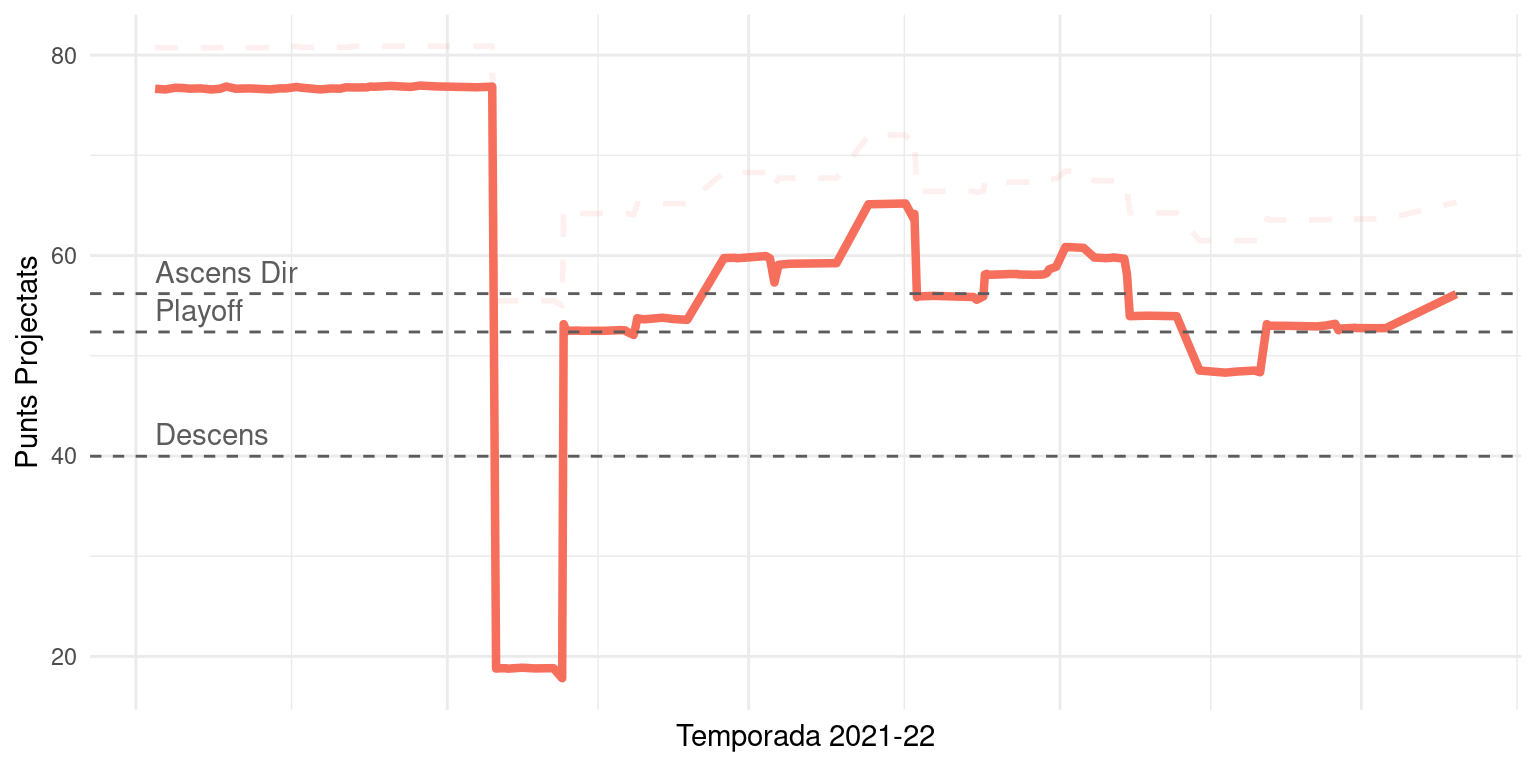 80
60
40
20
Punts Projectats
Ascens Dir
Playoff
Descens
Temporada 2021-22